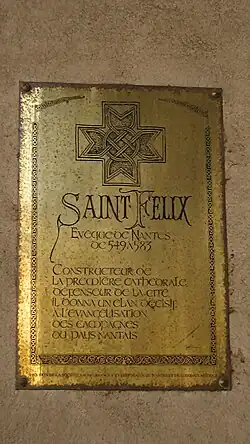 SAINT FELIX
EVÊQUE DE NANTES
DE 549 A 583
CONSTRUCTEUR DE
LA PREMIÈRE CATHÉDRALE
DÉFENSEUR DE LA CITÉ
IL DONNA UN ÉLAN DÉCISIF
A L'ÉVANGÉLISATION
DES CAMPAGNES
DU PAYS NANTAIS